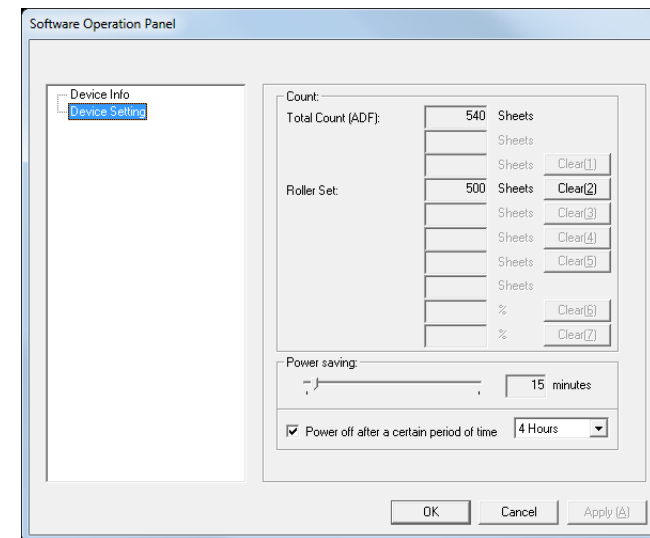 Software Operation Panel
Device Info
Device Setting
Count:
Total Count (ADF): 540 Sheets
Sheets
Sheets Clear(1)
Roller Set: 500 Sheets Clear(2)
Sheets Clear(3)
Sheets Clear(4)
Sheets Clear(5)
Sheets
% Clear(6)
% Clear(7)
Power saving:
15 minutes
Power off after a certain period of time 4 Hours
OK Cancel Apply (A)